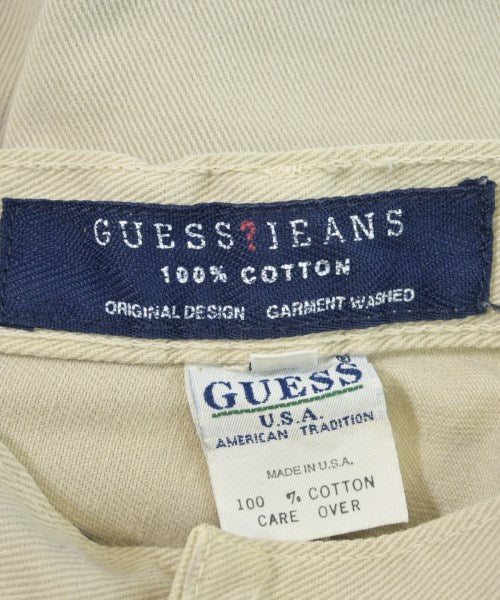 GUESS?JEANS
100% COTTON
ORIGINAL DESIGN GARMENT WASHED
GUESS®
U.S.A.
AMERICAN TRADITION
MADE IN U.S.A.
100 % COTTON
CARE OVER